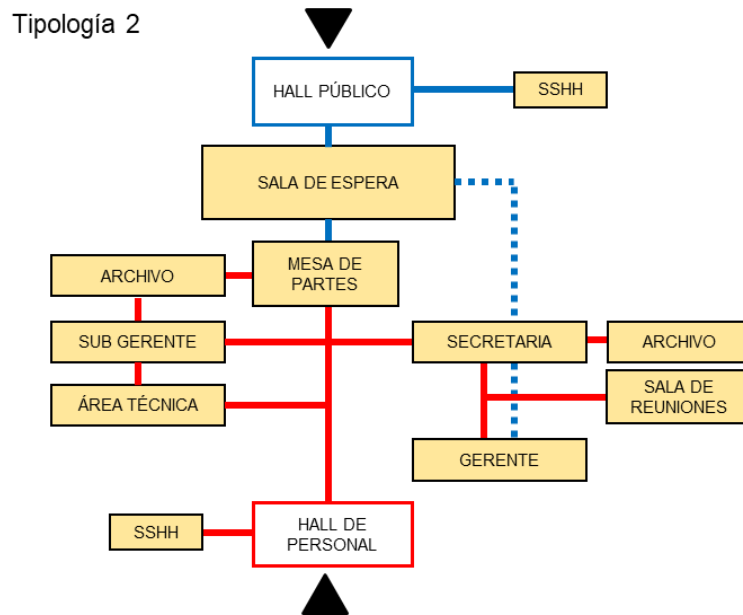 Tipología 2
HALL PÚBLICO
SSHH
SALA DE ESPERA
MESA DE
PARTES
ARCHIVO
SUB GERENTE
SECRETARIA
ARCHIVO
ÁREA TÉCNICA
SALA DE
REUNIONES
GERENTE
SSHH
HALL DE
PERSONAL